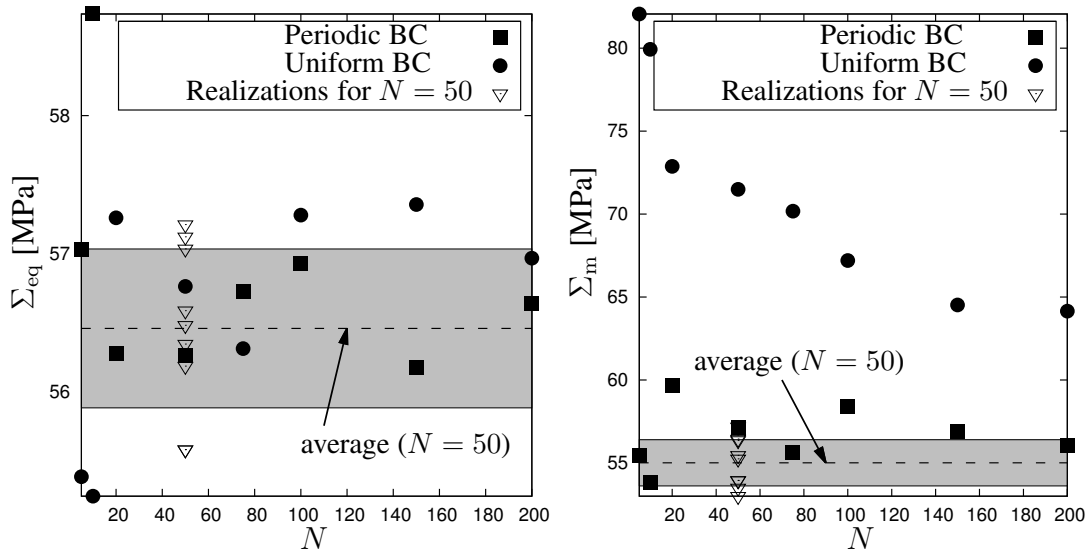 Periodic BC
Uniform BC
Realizations for N = 50
58
57
56
Σeq [MPa]
average (N = 50)
20 40 60 80 100 120 140 160 180 200
N
Periodic BC
Uniform BC
Realizations for N = 50
80
75
70
65
60
55
Σm [MPa]
average (N = 50)
20 40 60 80 100 120 140 160 180 200
N